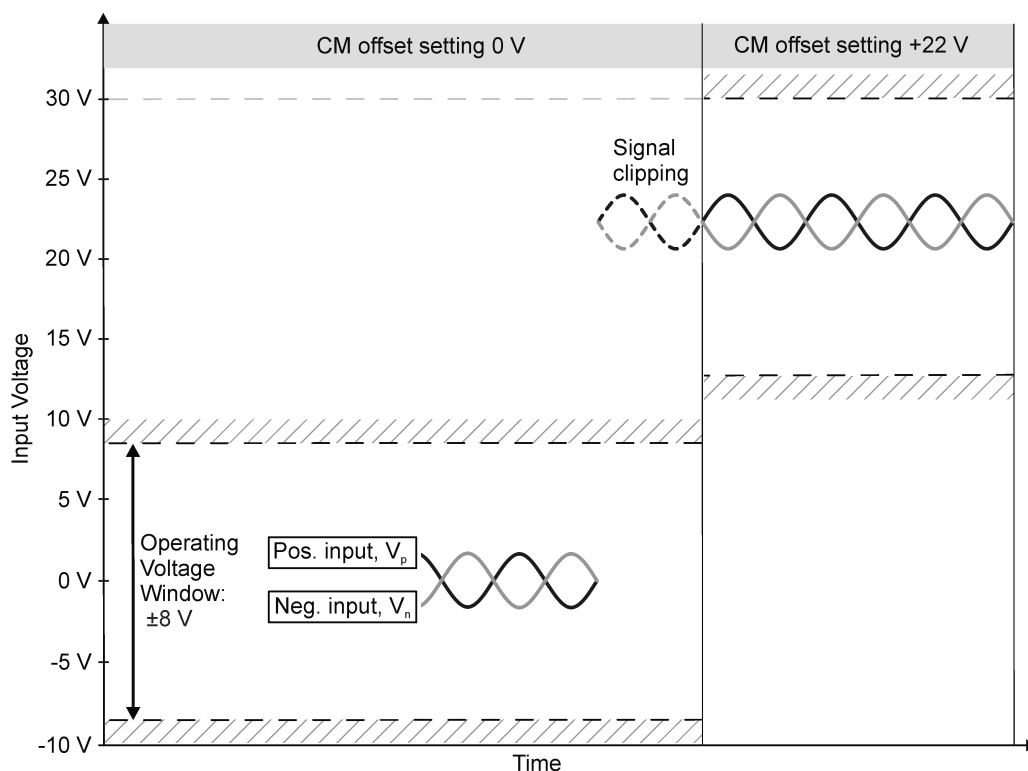 CM offset setting 0 V
CM offset setting +22 V
30 V
25 V
20 V
15 V
10 V
5 V
0 V
-5 V
-10 V
Input Voltage
Time
Signal
clipping
Operating
Voltage
Window:
±8 V
Pos. input, Vp
Neg. input, Vn